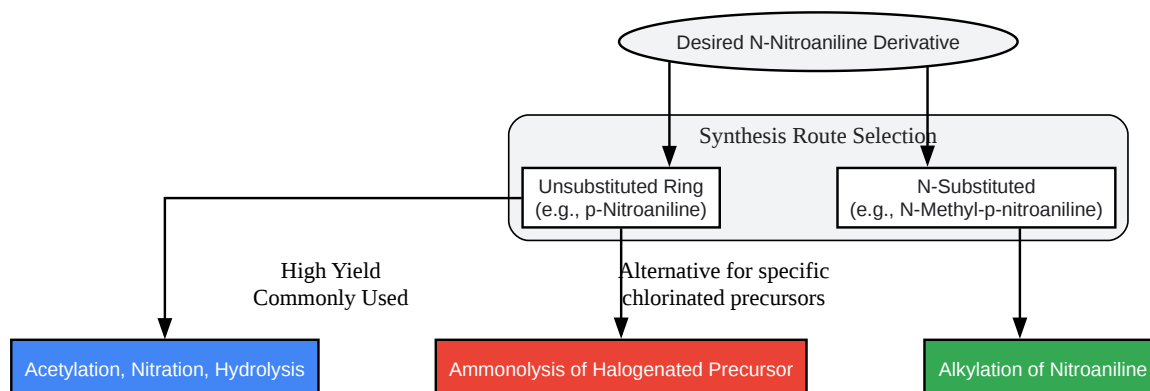 Desired N-Nitroaniline Derivative
Synthesis Route Selection
Unsubstituted Ring
(e.g., p-Nitroaniline)
N-Substituted
(e.g., N-Methyl-p-nitroaniline)
High Yield
Commonly Used
Alternative for specific
chlorinated precursors
Acetylation, Nitration, Hydrolysis
Ammonolysis of Halogenated Precursor
Alkylation of Nitroaniline